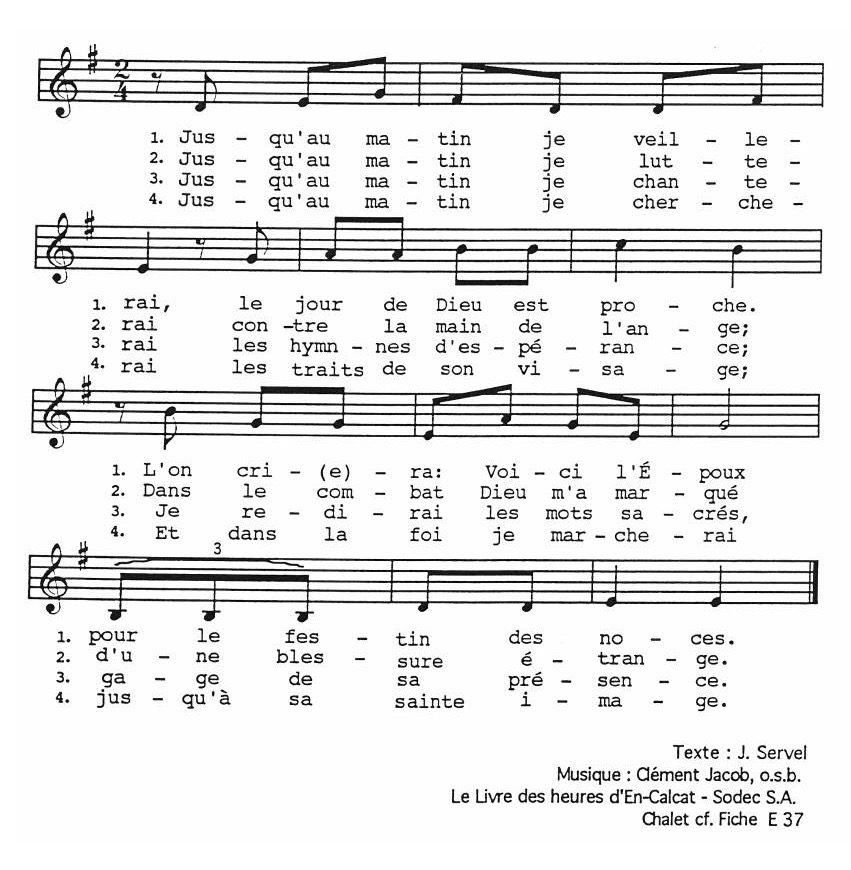 2
4
1. Jus - qu'au ma - tin je veil - le -
2. Jus - qu'au ma - tin je lut - te -
3. Jus - qu'au ma - tin je chan - te -
4. Jus - qu'au ma - tin je cher - che -
1. rai, le jour de Dieu est pro - che.
2. rai con -tre la main de l'an - ge;
3. rai les hymn - nes d'es - pé - ran - ce;
4. rai les traits de son vi - sa - ge;
1. L'on cri - (e) - ra: Voi - ci l'É - poux
2. Dans le com - bat Dieu m'a mar - qué
3. Je re - di - rai les mots sa - crés,
4. Et dans la foi je mar - che - rai
3
1. pour le fes - tin des no - ces.
2. d'u - ne bles - sure é - tran - ge.
3. ga - ge de sa pré - sen - ce.
4. jus - qu'à sa sainte i - ma - ge.
Texte : J. Servel
Musique : Clément Jacob, o.s.b.
Le Livre des heures d'En-Calcat - Sodec S.A.
Chalet cf. Fiche E 37